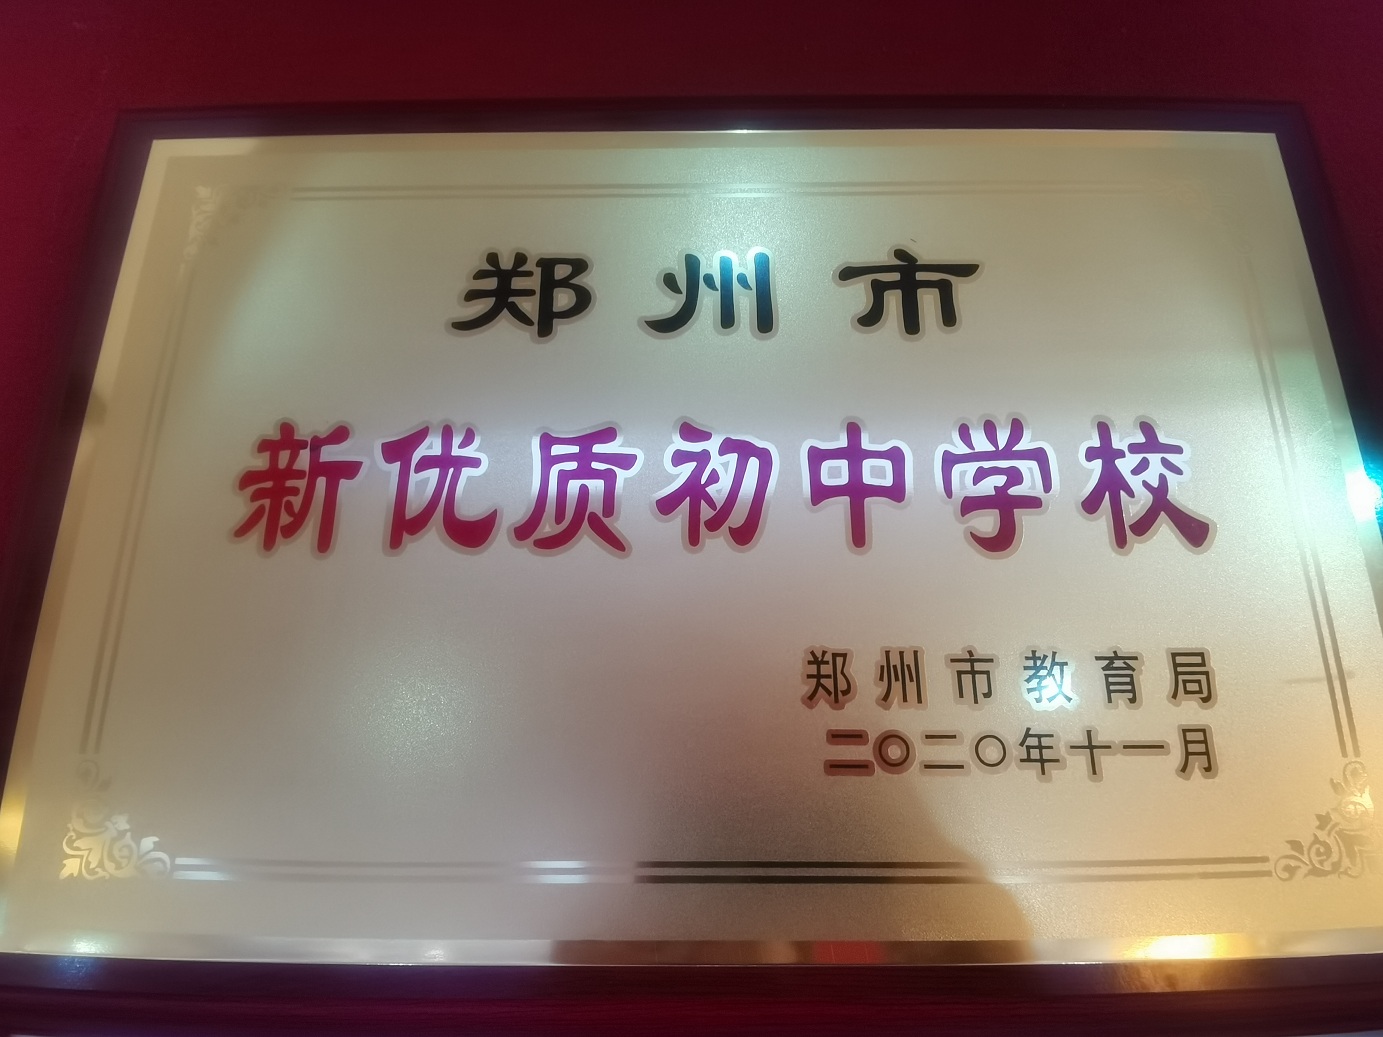 郑州市
新优质初中学校
郑州市教育局
二〇二〇年十一月